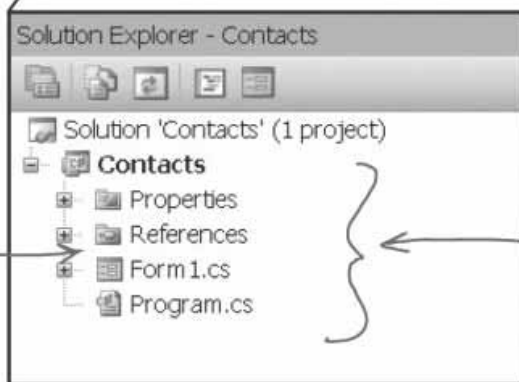 Solution Explorer - Contacts
Solution 'Contacts' (1 project)
Contacts
Properties
References
Form1.cs
Program.cs